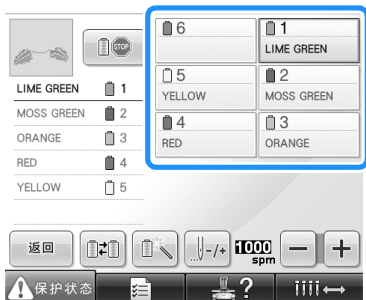 STOP
6
1
LIME GREEN
5
YELLOW
2
MOSS GREEN
4
RED
3
ORANGE
LIME GREEN 1
MOSS GREEN 2
ORANGE 3
RED 4
YELLOW 5
返回
-/+
1000
spm
− +
保护状态
?